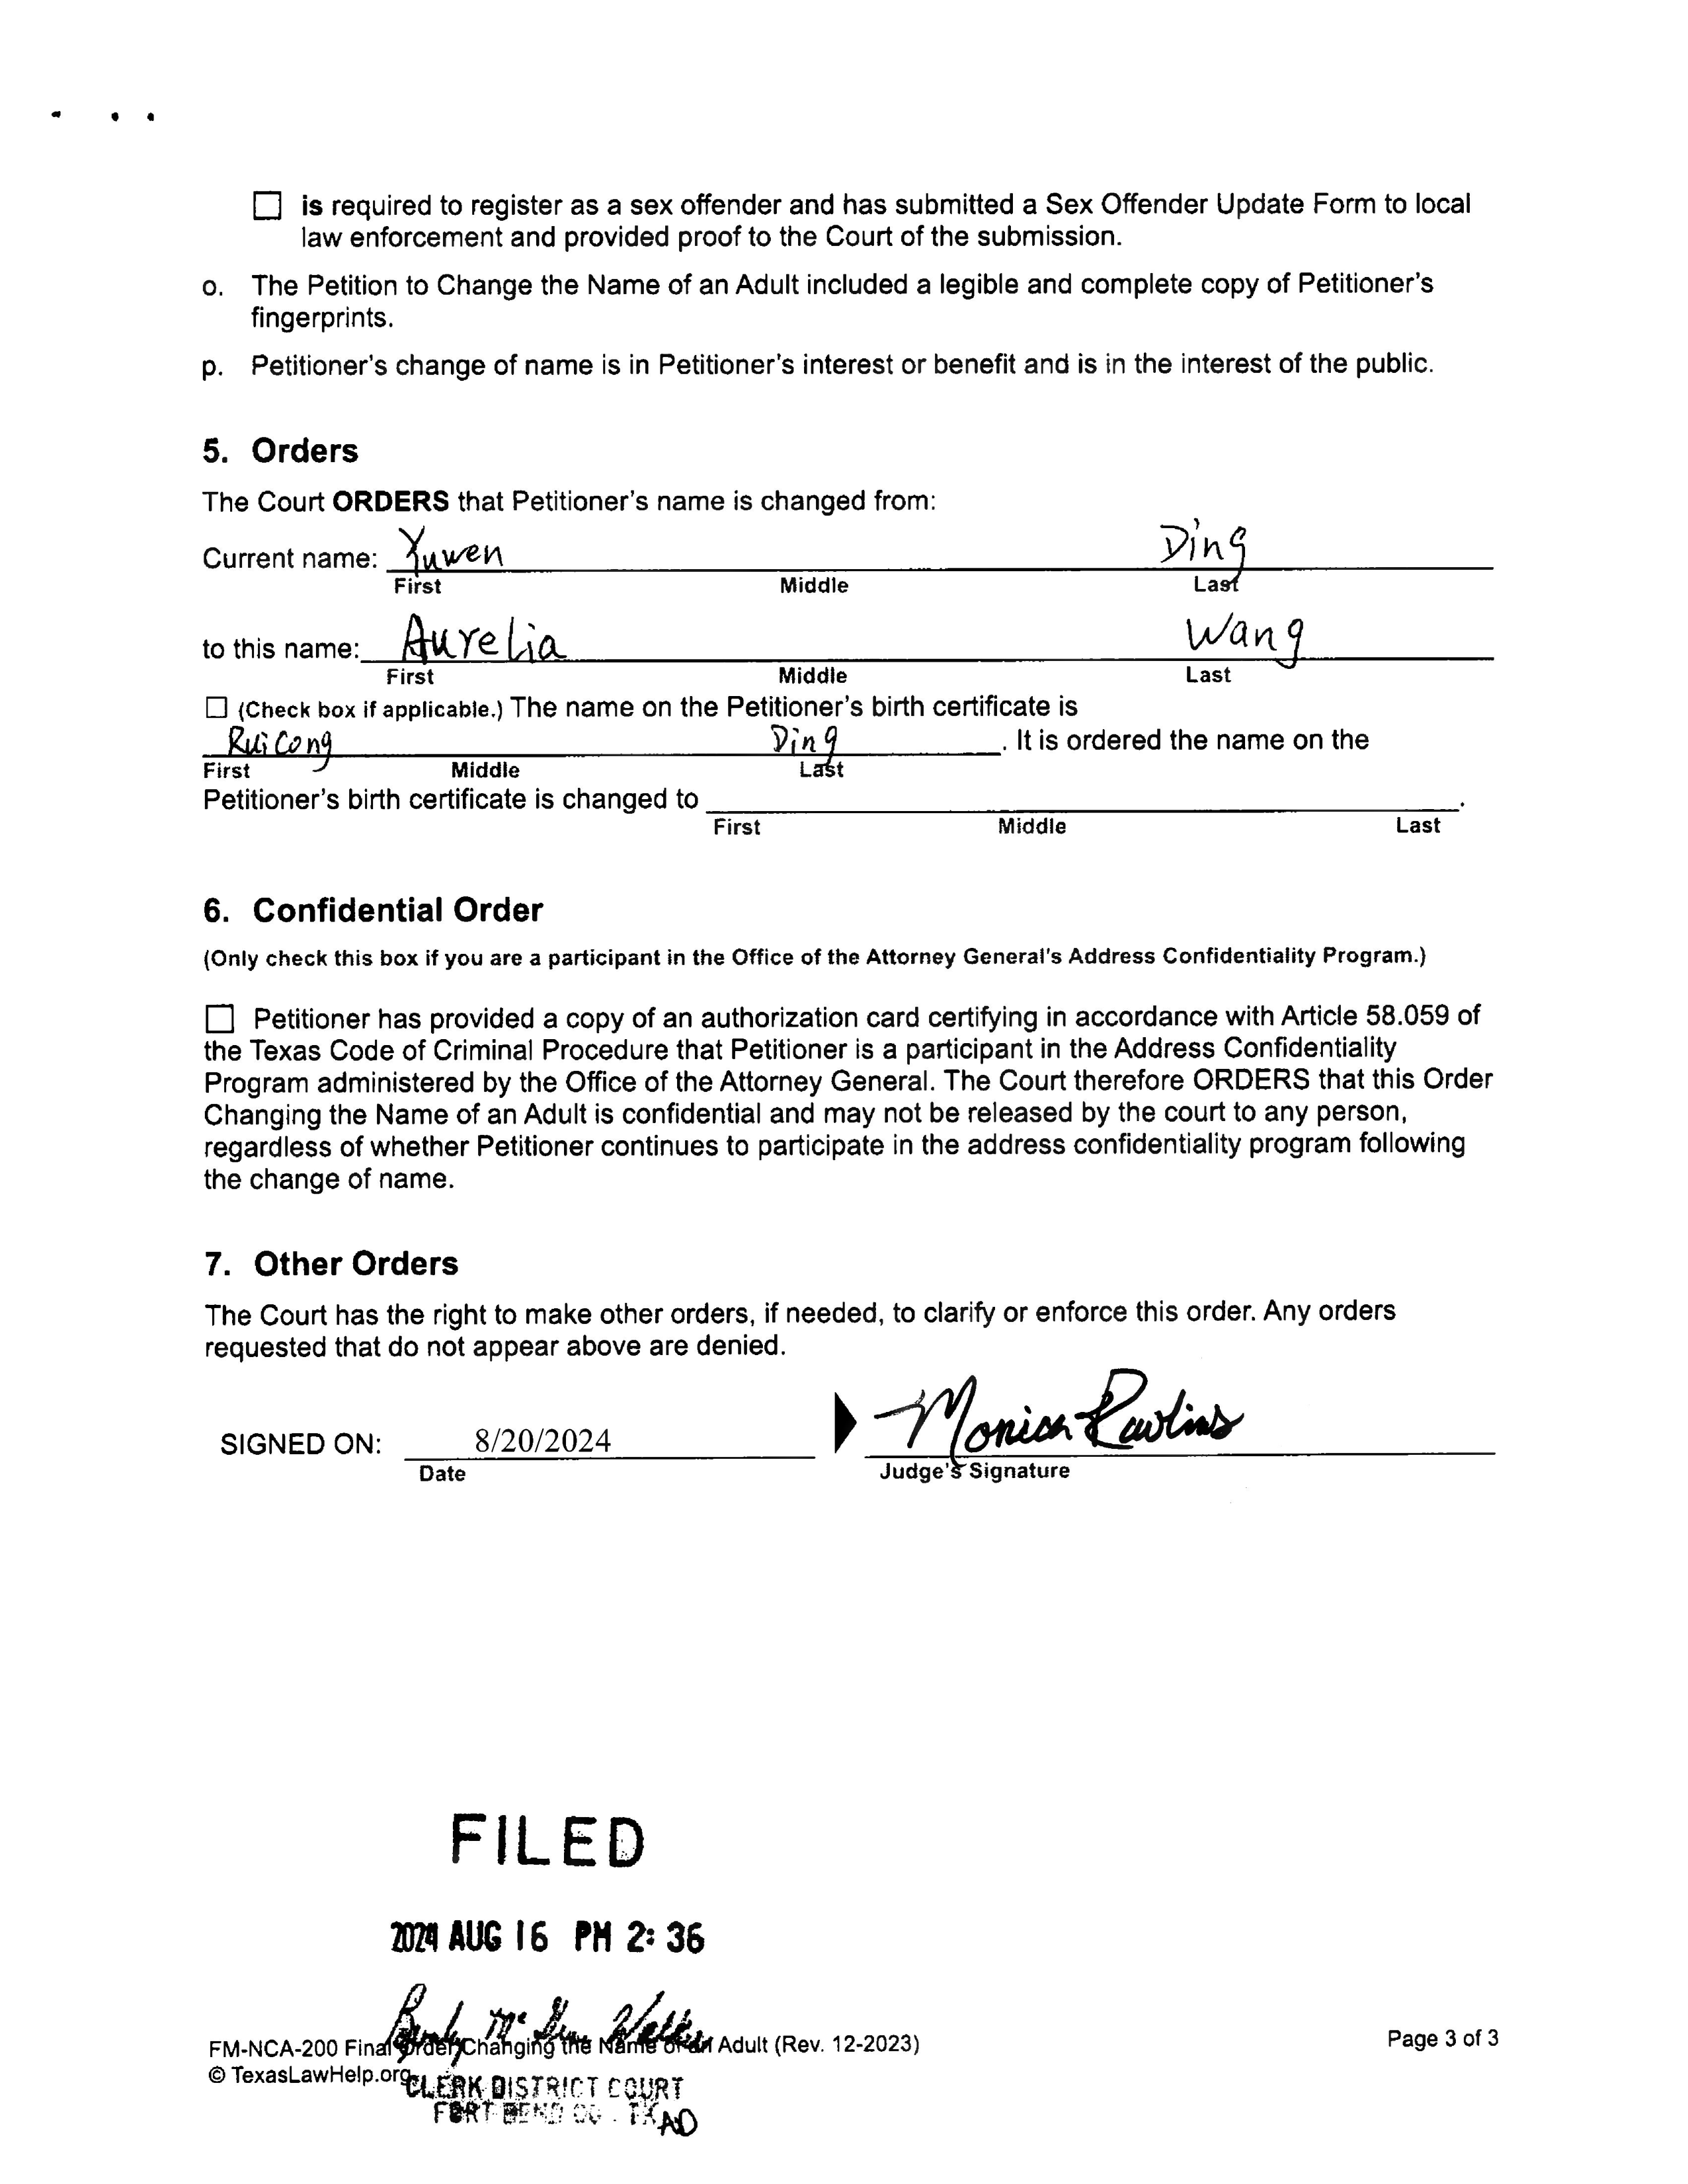 ☐ is required to register as a sex offender and has submitted a Sex Offender Update Form to local
law enforcement and provided proof to the Court of the submission.
o. The Petition to Change the Name of an Adult included a legible and complete copy of Petitioner's
fingerprints.
p. Petitioner's change of name is in Petitioner's interest or benefit and is in the interest of the public.
5. Orders
The Court ORDERS that Petitioner's name is changed from:
Current name: Yuwen Ding
First Middle Last
to this name: Aurelia Wang
First Middle Last
☐ (Check box if applicable.) The name on the Petitioner's birth certificate is
RuiCong Ding . It is ordered the name on the
First Middle Last
Petitioner's birth certificate is changed to .
First Middle Last
6. Confidential Order
(Only check this box if you are a participant in the Office of the Attorney General's Address Confidentiality Program.)
☐ Petitioner has provided a copy of an authorization card certifying in accordance with Article 58.059 of
the Texas Code of Criminal Procedure that Petitioner is a participant in the Address Confidentiality
Program administered by the Office of the Attorney General. The Court therefore ORDERS that this Order
Changing the Name of an Adult is confidential and may not be released by the court to any person,
regardless of whether Petitioner continues to participate in the address confidentiality program following
the change of name.
7. Other Orders
The Court has the right to make other orders, if needed, to clarify or enforce this order. Any orders
requested that do not appear above are denied.
SIGNED ON: 8/20/2024 Monica Rawlins
Date Judge's Signature
FILED
2024 AUG 16 PM 2:36
FM-NCA-200 Final Order Changing the Name of an Adult (Rev. 12-2023) Page 3 of 3
© TexasLawHelp.org
CLERK DISTRICT COURT
FORT BEND CO. TX AD